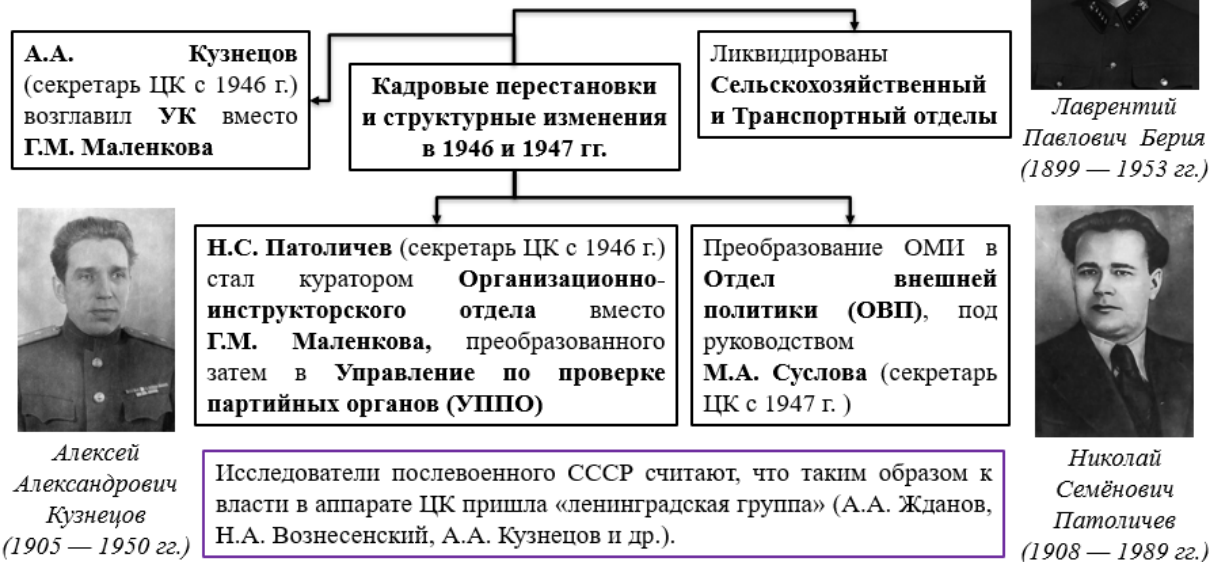 А.А. Кузнецов
(секретарь ЦК с 1946 г.)
возглавил УК вместо
Г.М. Маленкова
Кадровые перестановки
и структурные изменения
в 1946 и 1947 гг.
Ликвидированы
Сельскохозяйственный
и Транспортный отделы
Лаврентий
Павлович Берия
(1899 — 1953 гг.)
Н.С. Патоличев (секретарь ЦК с 1946 г.)
стал куратором Организационно-
инструкторского отдела вместо
Г.М. Маленкова, преобразованного
затем в Управление по проверке
партийных органов (УППО)
Преобразование ОМИ в
Отдел внешней
политики (ОВП), под
руководством
М.А. Суслова (секретарь
ЦК с 1947 г. )
Алексей
Александрович
Кузнецов
(1905 — 1950 гг.)
Исследователи послевоенного СССР считают, что таким образом к
власти в аппарате ЦК пришла «ленинградская группа» (А.А. Жданов,
Н.А. Вознесенский, А.А. Кузнецов и др.).
Николай
Семёнович
Патоличев
(1908 — 1989 гг.)